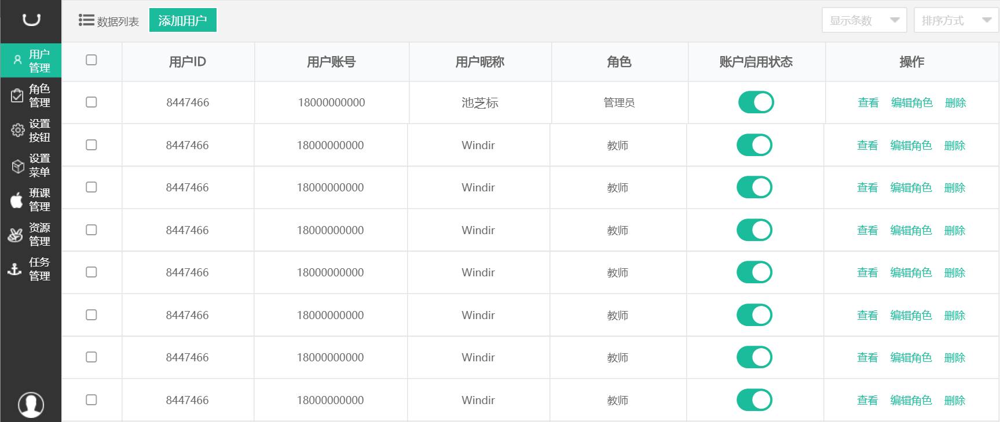 数据列表 添加用户 显示条数 排序方式
用户
管理
角色
管理
设置
按钮
设置
菜单
班课
管理
资源
管理
任务
管理
用户ID 用户账号 用户昵称 角色 账户启用状态 操作
8447466 18000000000 池芝标 管理员 查看 编辑角色 删除
8447466 18000000000 Windir 教师 查看 编辑角色 删除
8447466 18000000000 Windir 教师 查看 编辑角色 删除
8447466 18000000000 Windir 教师 查看 编辑角色 删除
8447466 18000000000 Windir 教师 查看 编辑角色 删除
8447466 18000000000 Windir 教师 查看 编辑角色 删除
8447466 18000000000 Windir 教师 查看 编辑角色 删除
8447466 18000000000 Windir 教师 查看 编辑角色 删除